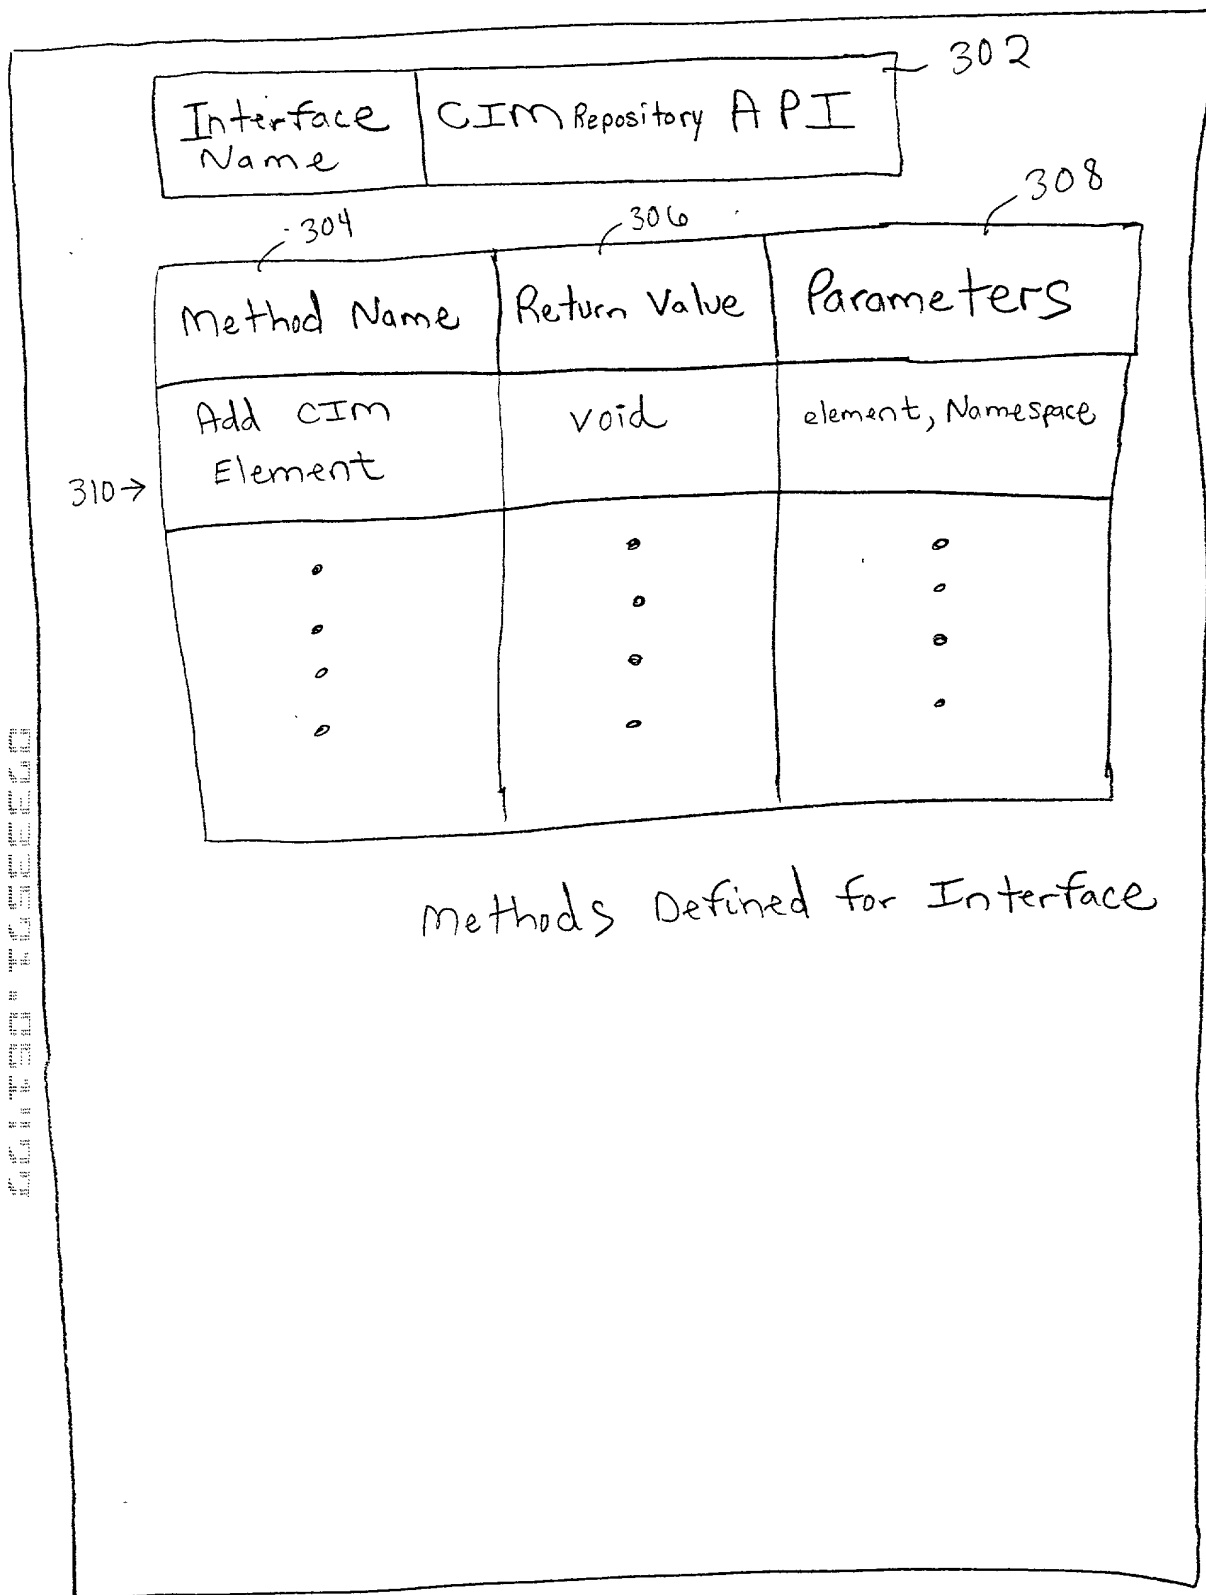 302
Interface Name
CIM Repository API
308
304
306
Method Name
Return Value
Parameters
Add CIM
void
element, Namespace
Element
310→
Methods Defined for Interface